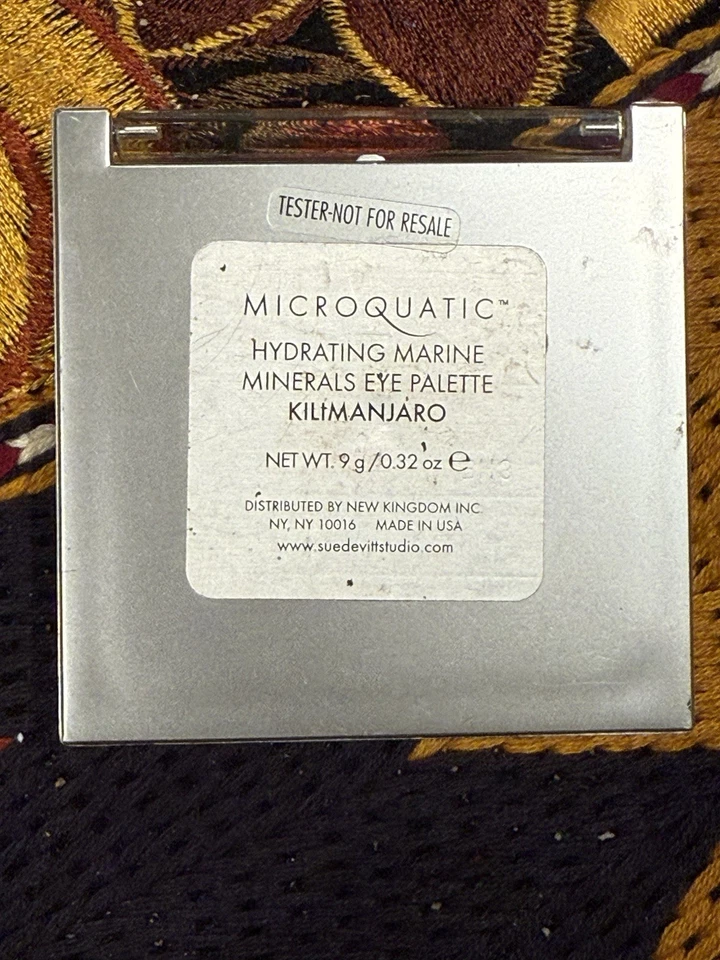 TESTER-NOT FOR RESALE
MICROQUATIC™
HYDRATING MARINE
MINERALS EYE PALETTE
KILIMANJARO
NET WT. 9 g/0.32 oz ℮
DISTRIBUTED BY NEW KINGDOM INC
NY, NY 10016 MADE IN USA
www.suedevittstudio.com